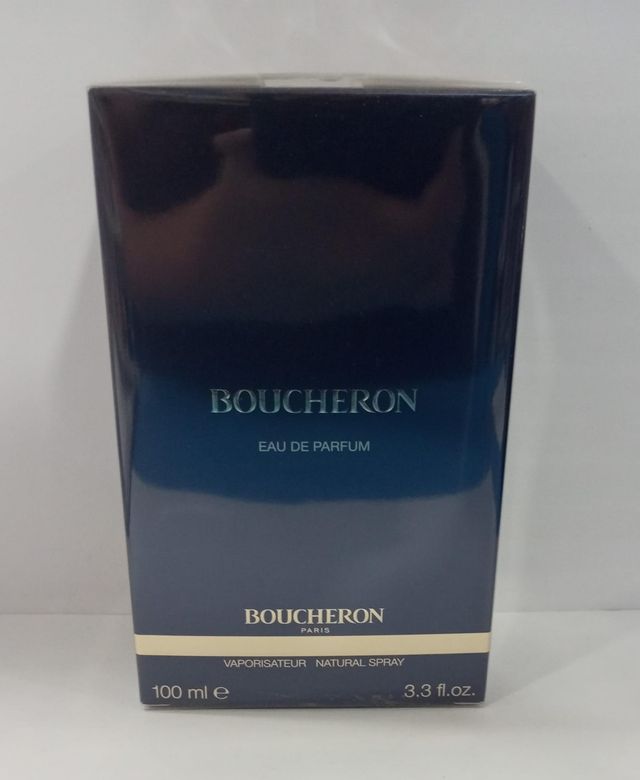 BOUCHERON
EAU DE PARFUM
BOUCHERON
PARIS
VAPORISATEUR NATURAL SPRAY
100 ml ℮ 3.3 fl.oz.